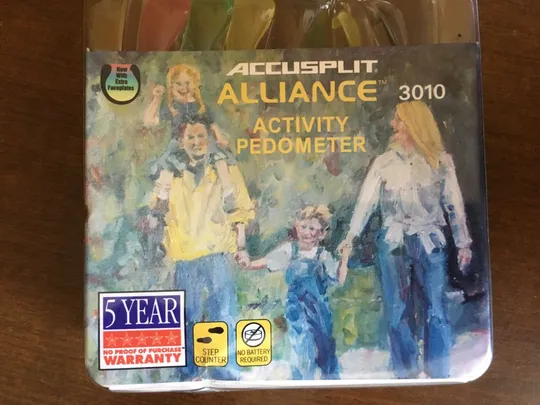 Now
With
Extra
Faceplates
ACCUSPLIT
ALLIANCE™ 3010
ACTIVITY
PEDOMETER
5 YEAR
NO PROOF OF PURCHASE
WARRANTY
STEP
COUNTER
NO BATTERY
REQUIRED